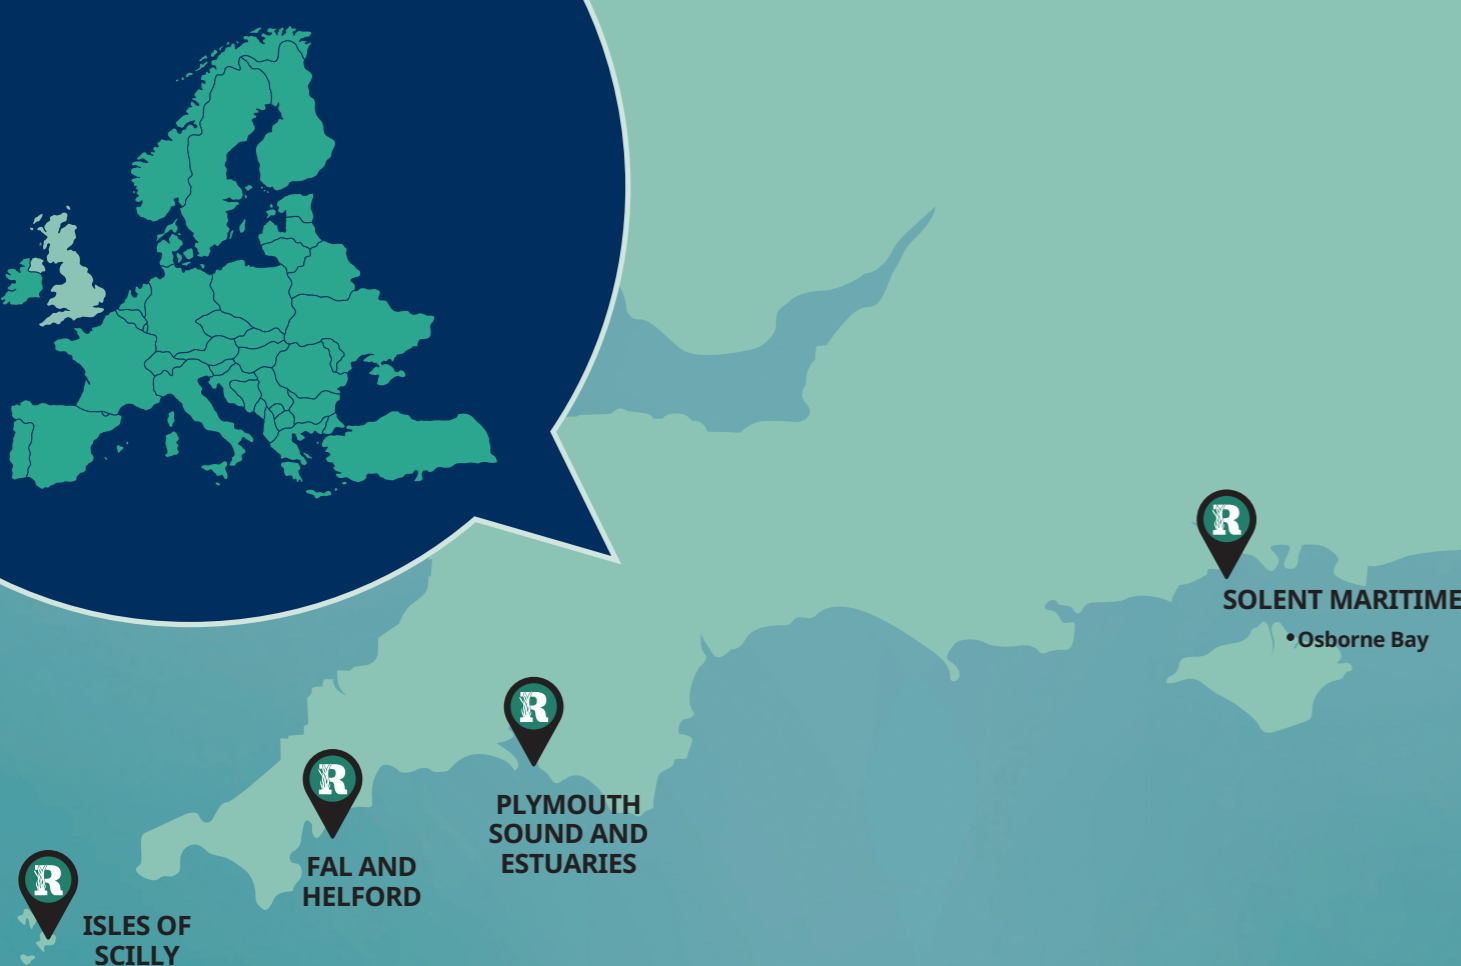 R
SOLENT MARITIME
•Osborne Bay
R
PLYMOUTH
SOUND AND
ESTUARIES
R
FAL AND
HELFORD
R
ISLES OF
SCILLY